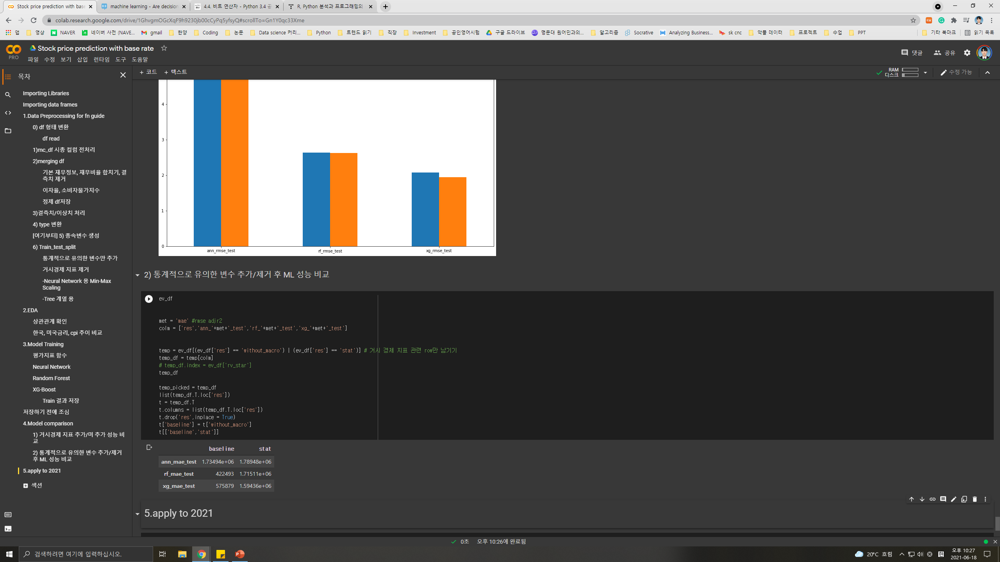 Stock price prediction with base
machine learning - Are decision
4.4. 비트 연산자 - Python 3.4 공
R, Python 분석과 프로그래밍의
colab.research.google.com/drive/1GhvgmOGcXqF9h9230jb00cCyPq5yfsyQ#scrollTo=Gn1Y0qc33Xme
앱 영상 NAVER 네이버 사전 (NAVE... gmail 한양 Coding 논문 Data science 커리... Python 트렌드 읽기 직장 Investment 공인영어시험 구글 드라이브 명문대 원어민과의... 알고리즘 Socrative Analyzing Business... sk cnc 악플 데이터 프로젝트 수업 PPT 기타 북마크 읽기 목록
PRO
Stock price prediction with base rate
파일 수정 보기 삽입 런타임 도구 도움말
댓글 공유
+ 코드 + 텍스트
RAM
디스크
수정 가능
목차
Importing Libraries
Importing data frames
1.Data Preprocessing for fn guide
0) df 형태 변환
df read
1)mc_df 시총 컬럼 전처리
2)merging df
기본 재무정보, 재무비율 합치기, 결
측치 제거
이자율, 소비자물가지수
정제 df저장
3)결측치/이상치 처리
4) type 변환
[여기부터] 5) 종속변수 생성
6) Train_test_split
통계적으로 유의한 변수만 추가
거시경제 지표 제거
-Neural Network 용 Min-Max
Scaling
-Tree 계열 용
2.EDA
상관관계 확인
한국, 미국금리, cpi 추이 비교
3.Model Training
평가지표 함수
Neural Network
Random Forest
XG-Boost
Train 결과 저장
저장하기 전에 조심
4.Model comparison
1) 거시경제 지표 추가/미 추가 성능 비
교
2) 통계적으로 유의한 변수 추가/제거
후 ML 성능 비교
5.apply to 2021
섹션
4
3
2
1
0
ann_rmse_test rf_rmse_test xg_rmse_test
2) 통계적으로 유의한 변수 추가/제거 후 ML 성능 비교
ev_df
met = 'mae' #rmse adjr2
colm = ['res','ann_'+met+'_test','rf_'+met+'_test','xg_'+met+'_test']
temp = ev_df[(ev_df['res'] == 'without_macro') | (ev_df['res'] == 'stat')] # 거시 경제 지표 관련 row만 남기기
temp_df = temp[colm]
# temp_df.index = ev_df['rv_star']
temp_df
temp_picked = temp_df
list(temp_df.T.loc['res'])
t = temp_df.T
t.columns = list(temp_df.T.loc['res'])
t.drop('res',inplace = True)
t['baseline'] = t['without_macro']
t[['baseline','stat']]
baseline stat
ann_mae_test 1.73494e+06 1.78948e+06
rf_mae_test 422493 1.71511e+06
xg_mae_test 575879 1.59436e+06
5.apply to 2021
0초 오후 10:26에 완료됨
검색하려면 여기에 입력하십시오.
20°C 흐림
한
오후 10:27
2021-06-18